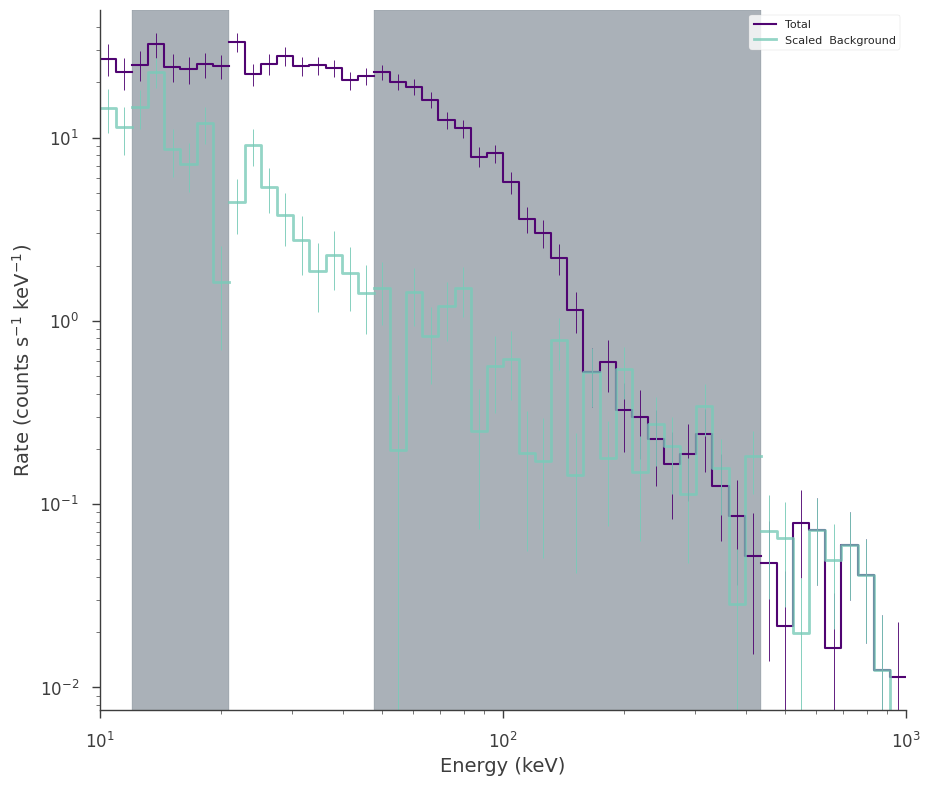 Total
Scaled  Background
Rate (counts s⁻¹ keV⁻¹)
10¹
10⁰
10⁻¹
10⁻²
10¹ 10² 10³
Energy (keV)